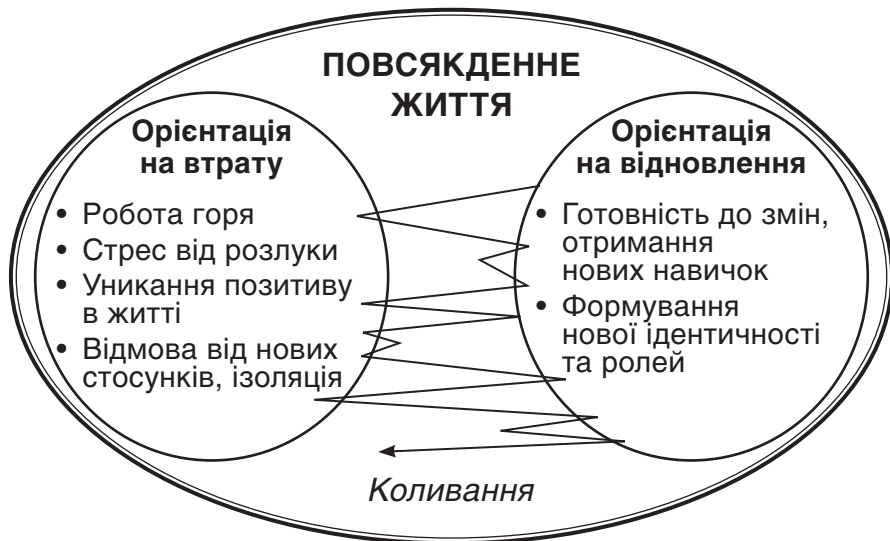 ПОВСЯКДЕННЕ
ЖИТТЯ
Орієнтація
на втрату
• Робота горя
• Стрес від розлуки
• Уникання позитиву
в житті
• Відмова від нових
стосунків, ізоляція
Орієнтація
на відновлення
• Готовність до змін,
отримання
нових навичок
• Формування
нової ідентичності
та ролей
Коливання